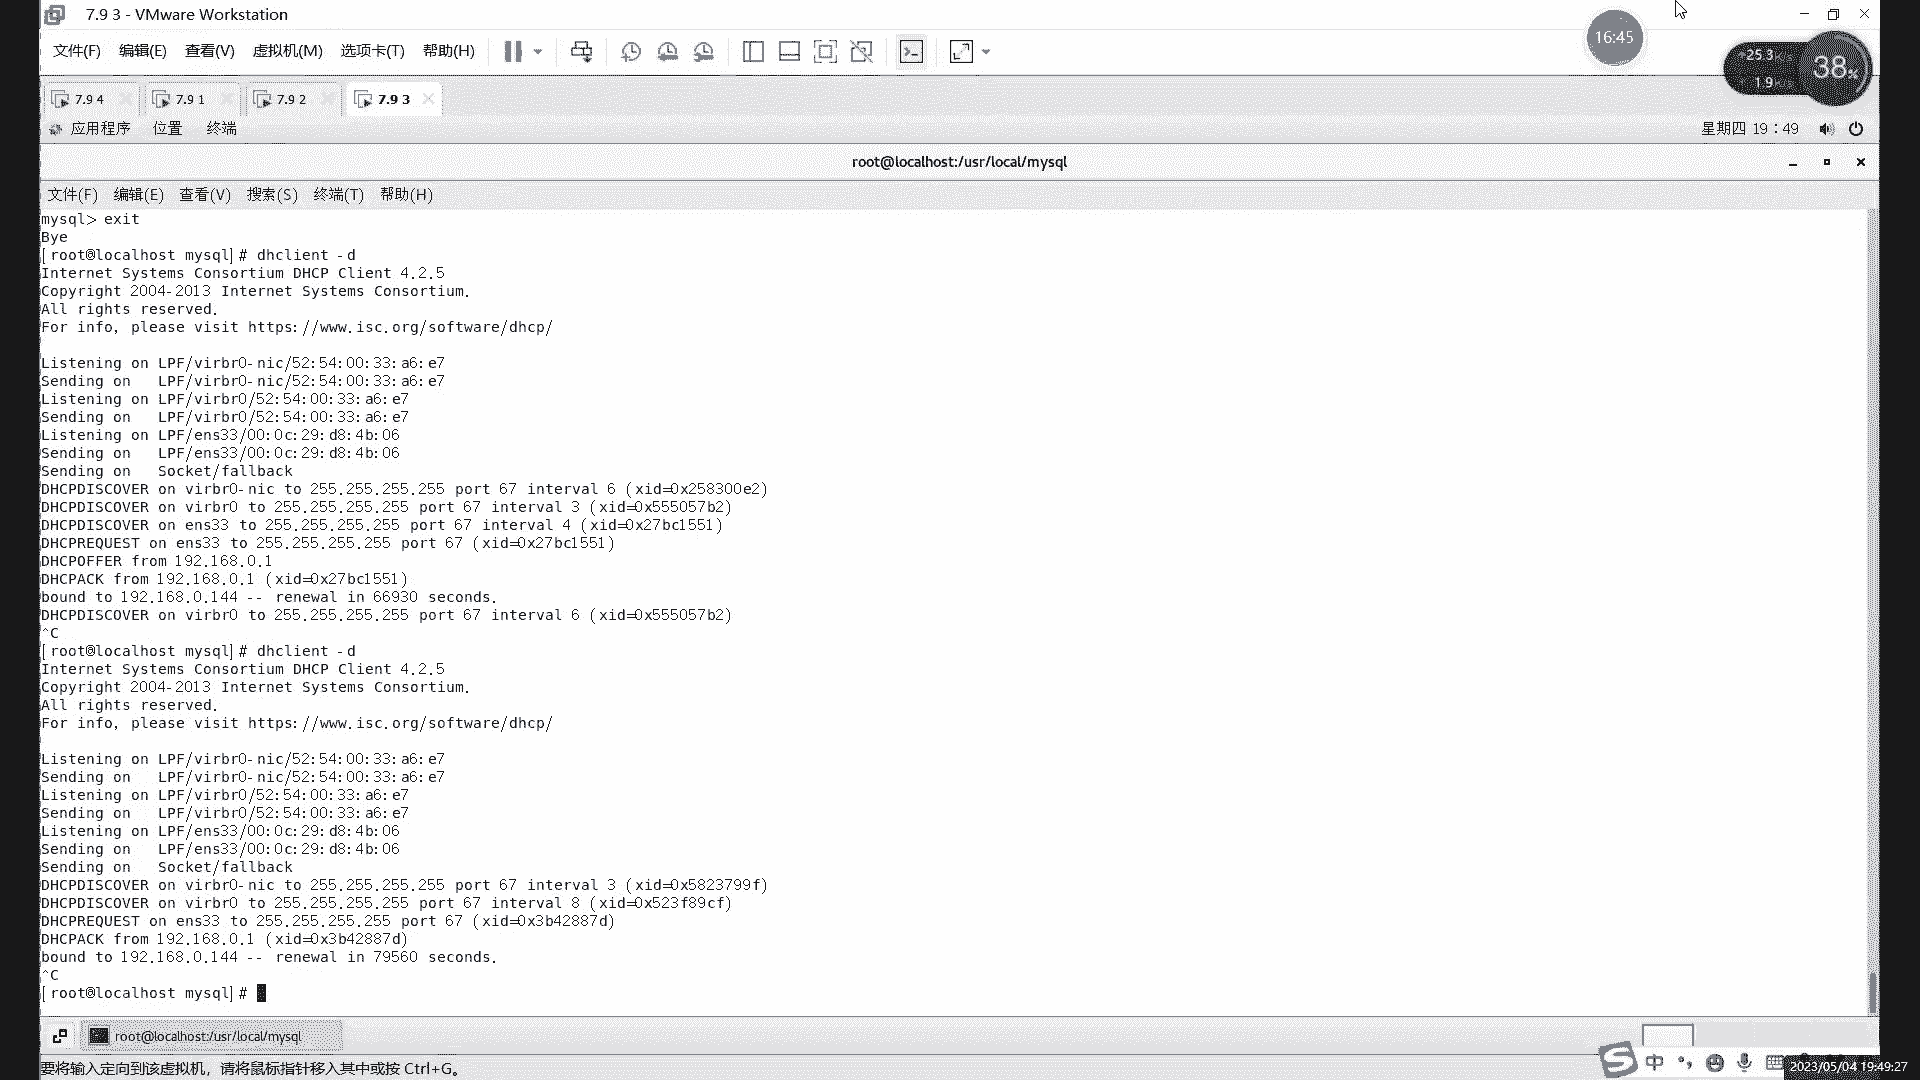 7.9 3 - VMware Workstation
文件(F) 编辑(E) 查看(V) 虚拟机(M) 选项卡(T) 帮助(H)
16:45
25.3
38%
1.9
7.9 4 7.9 1 7.9 2 7.9 3
应用程序 位置 终端 星期四 19：49
root@localhost:/usr/local/mysql
文件(F) 编辑(E) 查看(V) 搜索(S) 终端(T) 帮助(H)
mysql> exit
Bye
[root@localhost mysql]# dhclient -d
Internet Systems Consortium DHCP Client 4.2.5
Copyright 2004-2013 Internet Systems Consortium.
All rights reserved.
For info, please visit https://www.isc.org/software/dhcp/
Listening on LPF/virbr0-nic/52:54:00:33:a6:e7
Sending on   LPF/virbr0-nic/52:54:00:33:a6:e7
Listening on LPF/virbr0/52:54:00:33:a6:e7
Sending on   LPF/virbr0/52:54:00:33:a6:e7
Listening on LPF/ens33/00:0c:29:d8:4b:06
Sending on   LPF/ens33/00:0c:29:d8:4b:06
Sending on   Socket/fallback
DHCPDISCOVER on virbr0-nic to 255.255.255.255 port 67 interval 6 (xid=0x258300e2)
DHCPDISCOVER on virbr0 to 255.255.255.255 port 67 interval 3 (xid=0x555057b2)
DHCPDISCOVER on ens33 to 255.255.255.255 port 67 interval 4 (xid=0x27bc1551)
DHCPREQUEST on ens33 to 255.255.255.255 port 67 (xid=0x27bc1551)
DHCPOFFER from 192.168.0.1
DHCPACK from 192.168.0.1 (xid=0x27bc1551)
bound to 192.168.0.144 -- renewal in 66930 seconds.
DHCPDISCOVER on virbr0 to 255.255.255.255 port 67 interval 6 (xid=0x555057b2)
^C
[root@localhost mysql]# dhclient -d
Internet Systems Consortium DHCP Client 4.2.5
Copyright 2004-2013 Internet Systems Consortium.
All rights reserved.
For info, please visit https://www.isc.org/software/dhcp/
Listening on LPF/virbr0-nic/52:54:00:33:a6:e7
Sending on   LPF/virbr0-nic/52:54:00:33:a6:e7
Listening on LPF/virbr0/52:54:00:33:a6:e7
Sending on   LPF/virbr0/52:54:00:33:a6:e7
Listening on LPF/ens33/00:0c:29:d8:4b:06
Sending on   LPF/ens33/00:0c:29:d8:4b:06
Sending on   Socket/fallback
DHCPDISCOVER on virbr0-nic to 255.255.255.255 port 67 interval 3 (xid=0x5823799f)
DHCPDISCOVER on virbr0 to 255.255.255.255 port 67 interval 8 (xid=0x523f89cf)
DHCPREQUEST on ens33 to 255.255.255.255 port 67 (xid=0x3b42887d)
DHCPACK from 192.168.0.1 (xid=0x3b42887d)
bound to 192.168.0.144 -- renewal in 79560 seconds.
^C
[root@localhost mysql]#
root@localhost:/usr/local/mysql
要将输入定向到该虚拟机，请将鼠标指针移入其中或按 Ctrl+G。
中
2023/05/04 19:49:27